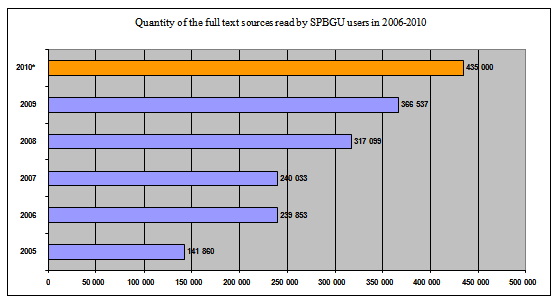 Quantity of the full text sources read by SPBGU users in 2006-2010
2010* 435 000
2009 366 537
2008 317 099
2007 240 033
2006 239 853
2005 141 860
0 50 000 100 000 150 000 200 000 250 000 300 000 350 000 400 000 450 000 500 000